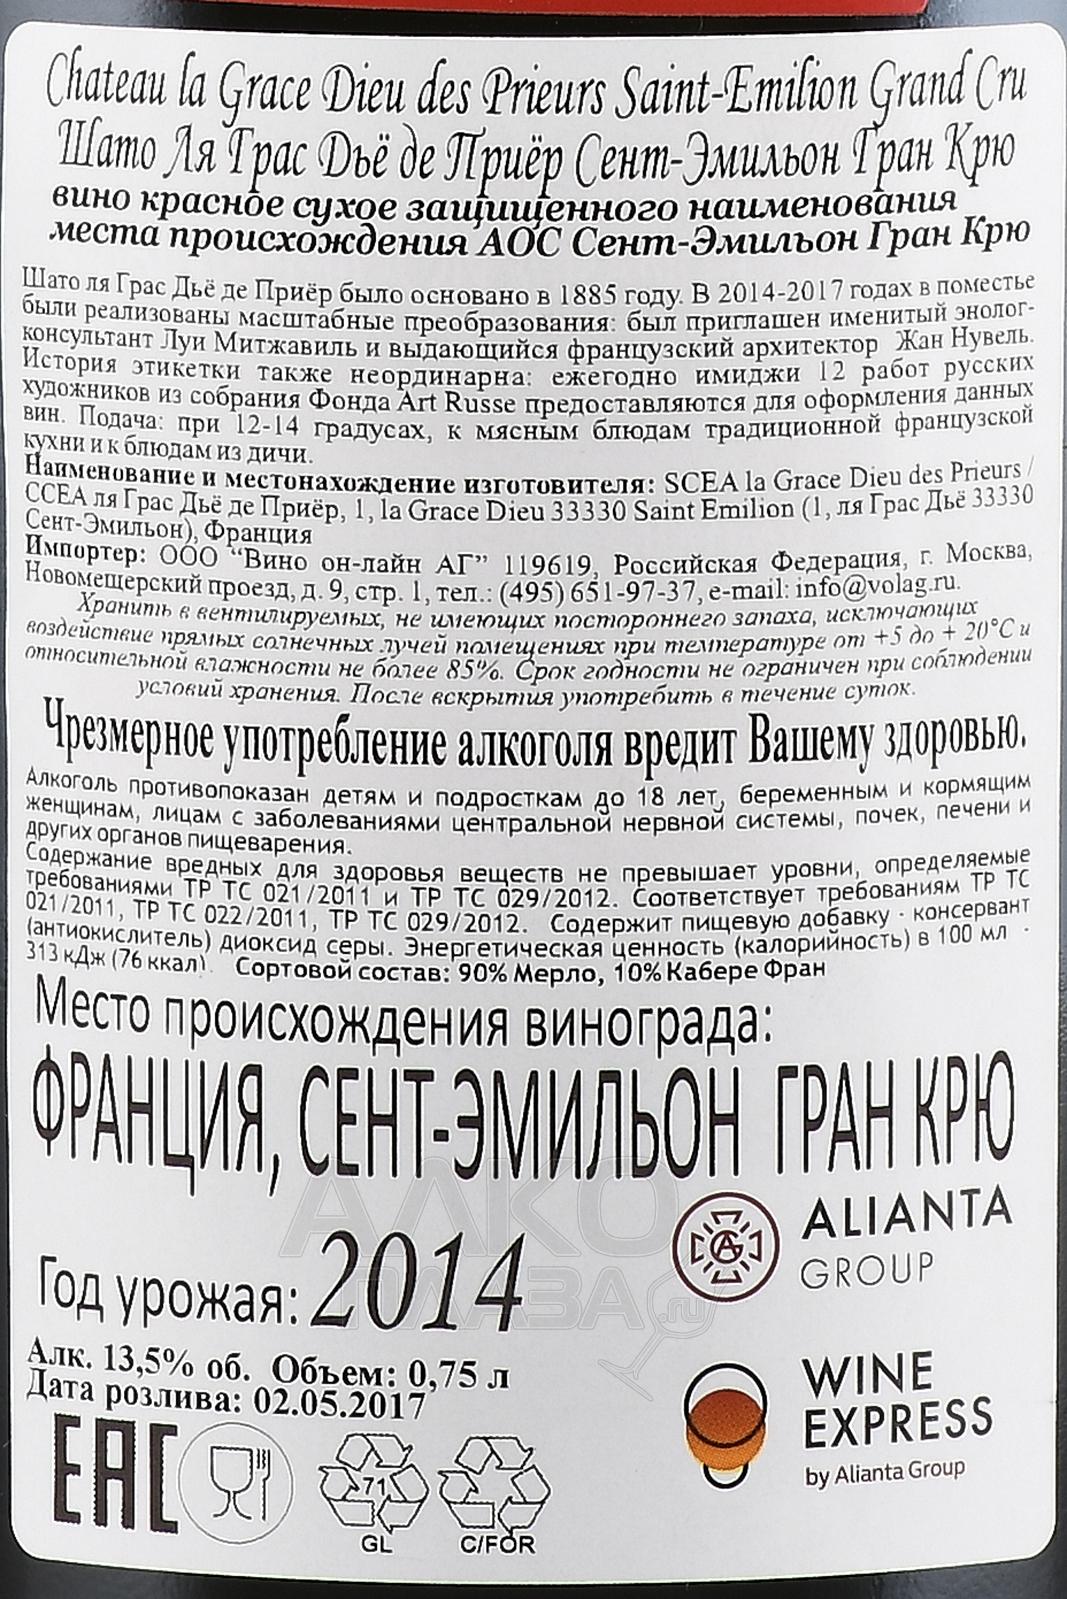 Chateau la Grace Dieu des Prieurs Saint-Emilion Grand Cru
Шато Ля Грас Дьё де Приёр Сент-Эмильон Гран Крю
вино красное сухое защищенного наименования
места происхождения АОС Сент-Эмильон Гран Крю
Шато ля Грас Дьё де Приёр было основано в 1885 году. В 2014-2017 годах в поместье
были реализованы масштабные преобразования: был приглашен именитый энолог-
консультант Луи Митжавиль и выдающийся французский архитектор Жан Нувель.
История этикетки также неординарна: ежегодно имиджи 12 работ русских
художников из собрания Фонда Art Russe предоставляются для оформления данных
вин. Подача: при 12-14 градусах, к мясным блюдам традиционной французской
кухни и к блюдам из дичи.
Наименование и местонахождение изготовителя: SCEA la Grace Dieu des Prieurs /
ССЕА ля Грас Дьё де Приёр, 1, la Grace Dieu 33330 Saint Emilion (1, ля Грас Дьё 33330
Сент-Эмильон), Франция
Импортер: ООО “Вино он-лайн АГ” 119619, Российская Федерация, г. Москва,
Новомещерский проезд, д. 9, стр. 1, тел.: (495) 651-97-37, e-mail: info@volag.ru.
Хранить в вентилируемых, не имеющих постороннего запаха, исключающих
воздействие прямых солнечных лучей помещениях при температуре от +5 до + 20°С и
относительной влажности не более 85%. Срок годности не ограничен при соблюдении
условий хранения. После вскрытия употребить в течение суток.
Чрезмерное употребление алкоголя вредит Вашему здоровью.
Алкоголь противопоказан детям и подросткам до 18 лет, беременным и кормящим
женщинам, лицам с заболеваниями центральной нервной системы, почек, печени и
других органов пищеварения.
Содержание вредных для здоровья веществ не превышает уровни, определяемые
требованиями ТР ТС 021/2011 и ТР ТС 029/2012. Соответствует требованиям ТР ТС
021/2011, ТР ТС 022/2011, ТР ТС 029/2012. Содержит пищевую добавку - консервант
(антиокислитель) диоксид серы. Энергетическая ценность (калорийность) в 100 мл -
313 кДж (76 ккал). Сортовой состав: 90% Мерло, 10% Кабере Фран
Место происхождения винограда:
ФРАНЦИЯ, СЕНТ-ЭМИЛЬОН ГРАН КРЮ
АЛКО
ПЛАЗА.ru
AG
ALIANTA
GROUP
Год урожая: 2014
Алк. 13,5% об. Объем: 0,75 л
Дата розлива: 02.05.2017
WINE
EXPRESS
by Alianta Group
EAC
71
GL
C/FOR